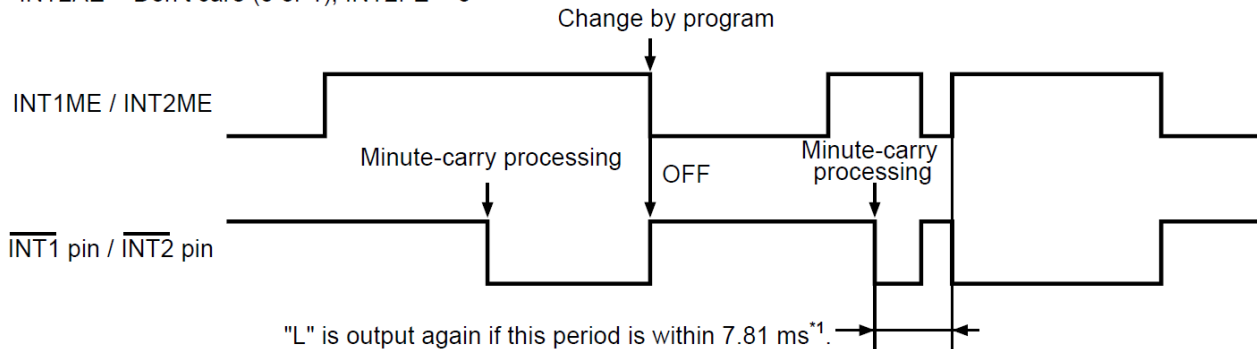 Change by program
INT1ME / INT2ME
Minute-carry processing
OFF
Minute-carry
processing
INT1 pin / INT2 pin
"L" is output again if this period is within 7.81 ms*1.